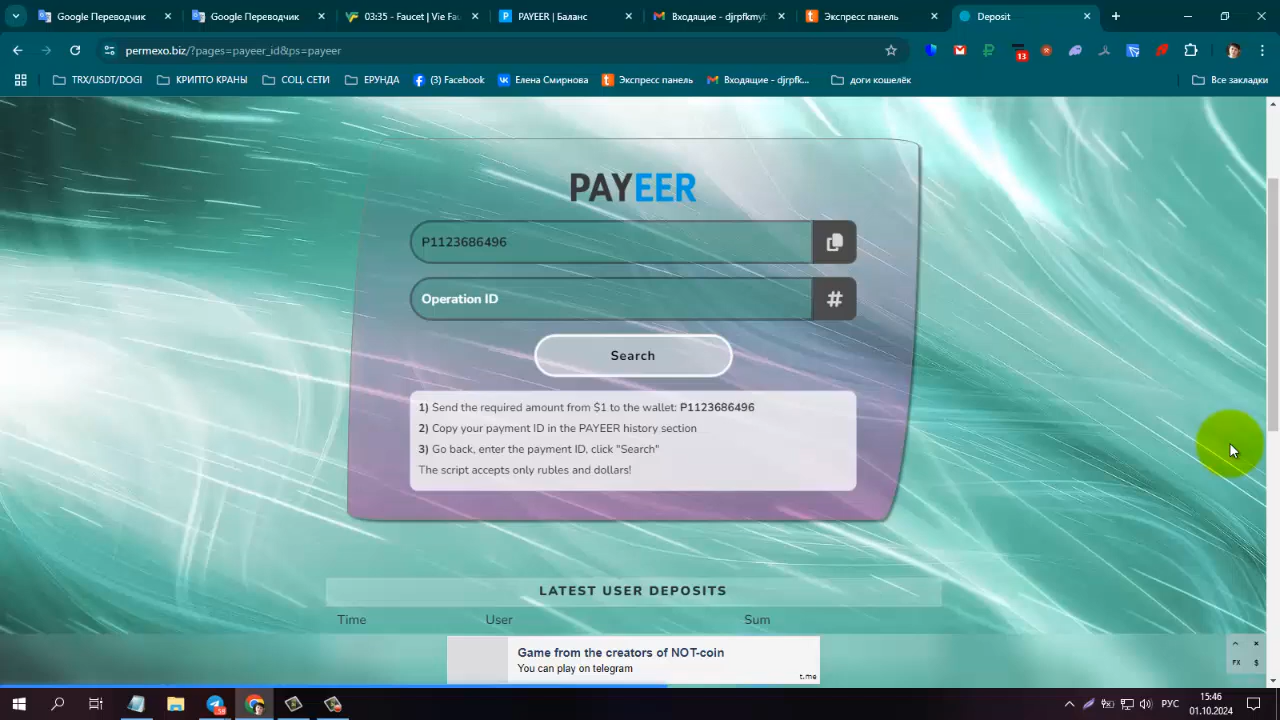 Google Переводчик
Google Переводчик
03:35 - Faucet | Vie Fau
PAYEER | Баланс
Входящие - djrpfkmyf
Экспресс панель
Deposit
permexo.biz/?pages=payeer_id&ps=payeer
13
TRX/USDT/DOGI
КРИПТО КРАНЫ
СОЦ. СЕТИ
ЕРУНДА
(3) Facebook
Елена Смирнова
Экспресс панель
Входящие - djrpfk...
доги кошелёк
Все закладки
PAYEER
P1123686496
Operation ID
#
Search
1) Send the required amount from $1 to the wallet: P1123686496
2) Copy your payment ID in the PAYEER history section
3) Go back, enter the payment ID, click "Search"
The script accepts only rubles and dollars!
LATEST USER DEPOSITS
Time User Sum
Game from the creators of NOT-coin
You can play on telegram
t.me
FX $
РУС
15:46
01.10.2024